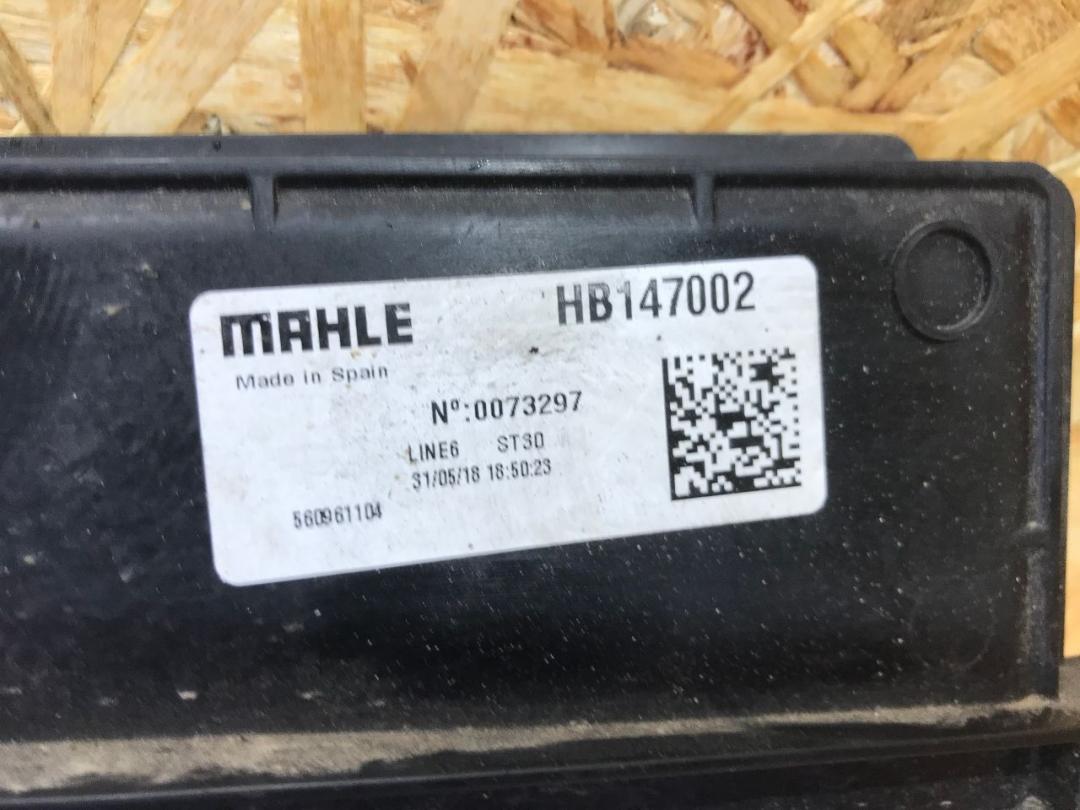 MAHLE HB147002
Made in Spain
Nº:0073297
LINE6 ST30
31/05/18 18:50:23
560961104